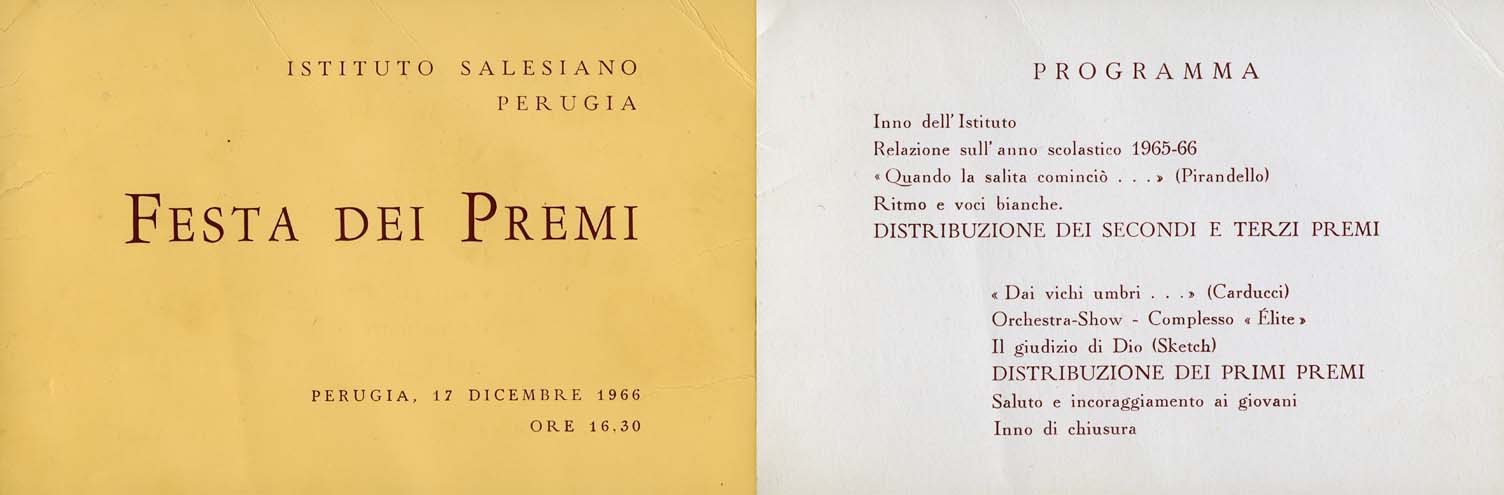 ISTITUTO SALESIANO
PERUGIA
FESTA DEI PREMI
PERUGIA, 17 DICEMBRE 1966
ORE 16.30
PROGRAMMA
Inno dell' Istituto
Relazione sull' anno scolastico 1965-66
« Quando la salita cominciò . . . » (Pirandello)
Ritmo e voci bianche.
DISTRIBUZIONE DEI SECONDI E TERZI PREMI
« Dai vichi umbri . . . » (Carducci)
Orchestra-Show - Complesso « Élite »
Il giudizio di Dio (Sketch)
DISTRIBUZIONE DEI PRIMI PREMI
Saluto e incoraggiamento ai giovani
Inno di chiusura